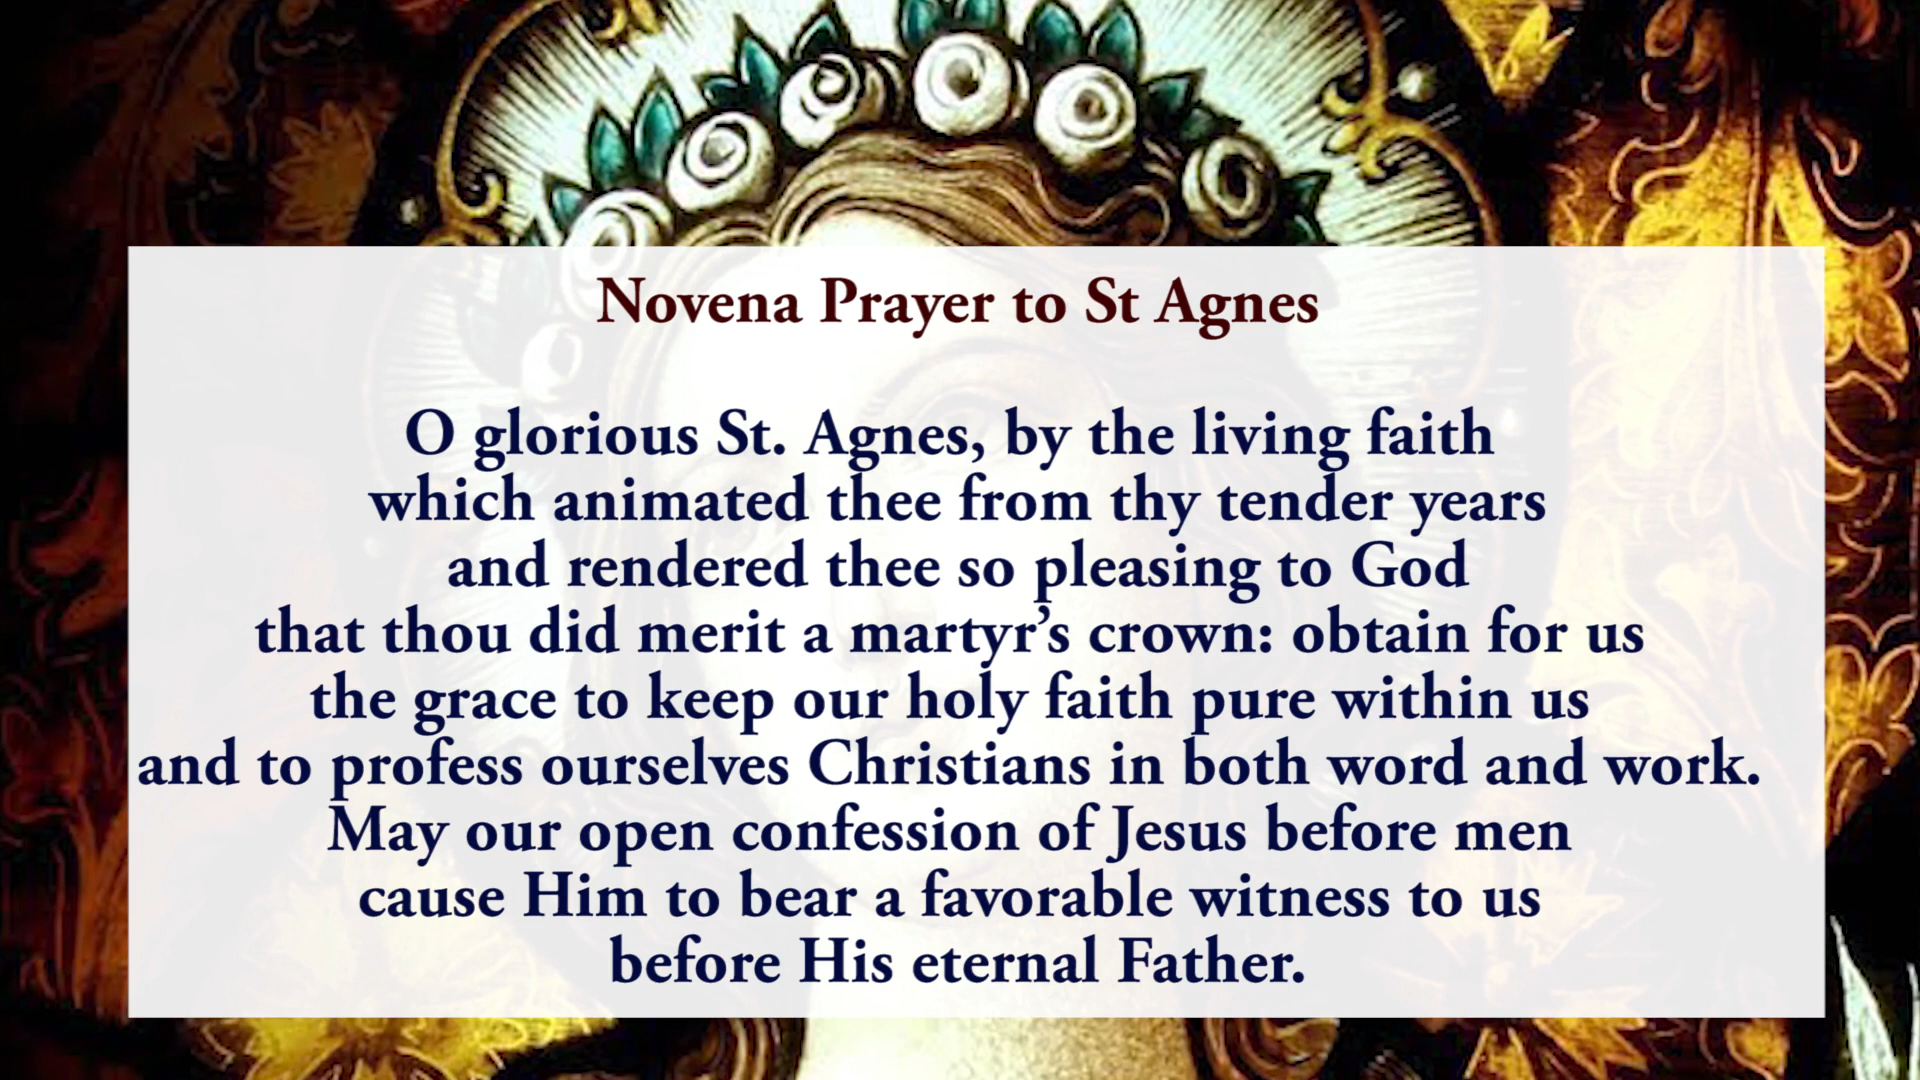 Novena Prayer to St Agnes
O glorious St. Agnes, by the living faith
which animated thee from thy tender years
and rendered thee so pleasing to God
that thou did merit a martyr’s crown: obtain for us
the grace to keep our holy faith pure within us
and to profess ourselves Christians in both word and work.
May our open confession of Jesus before men
cause Him to bear a favorable witness to us
before His eternal Father.